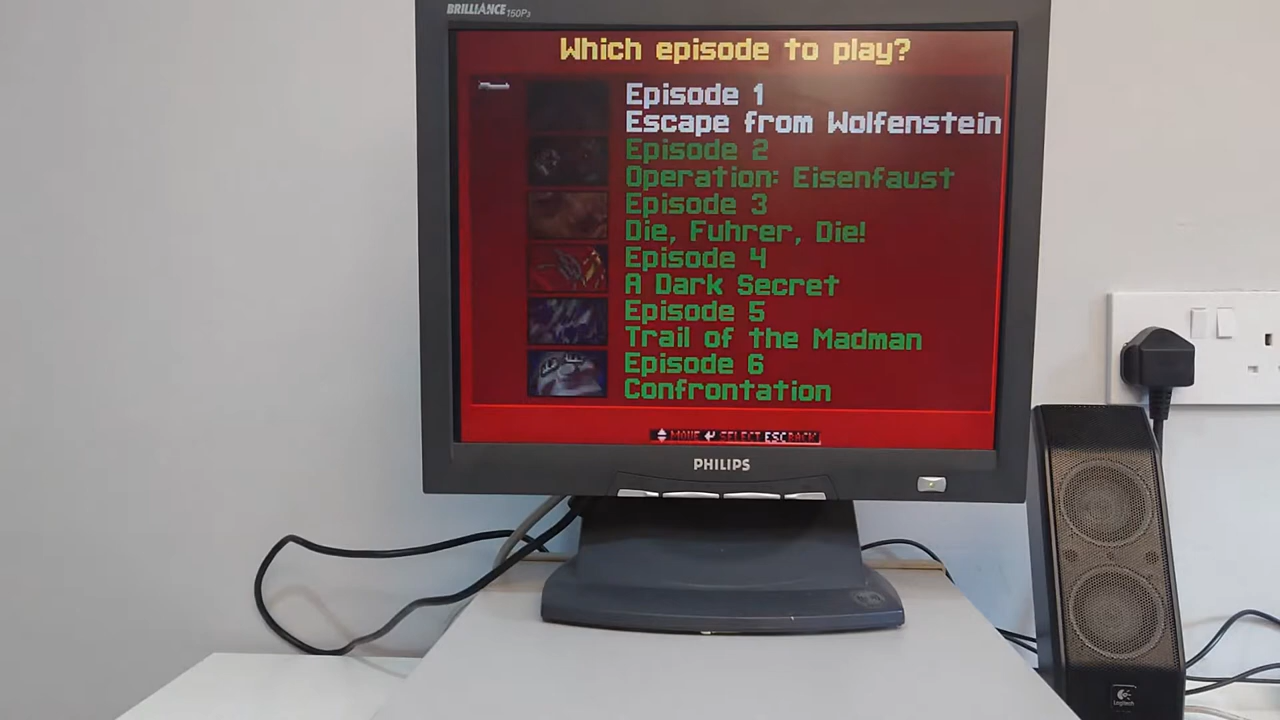 BRILLIANCE 150P3
Which episode to play?
Episode 1
Escape from Wolfenstein
Episode 2
Operation: Eisenfaust
Episode 3
Die, Fuhrer, Die!
Episode 4
A Dark Secret
Episode 5
Trail of the Madman
Episode 6
Confrontation
MOVE SELECT ESC BACK
PHILIPS
Logitech